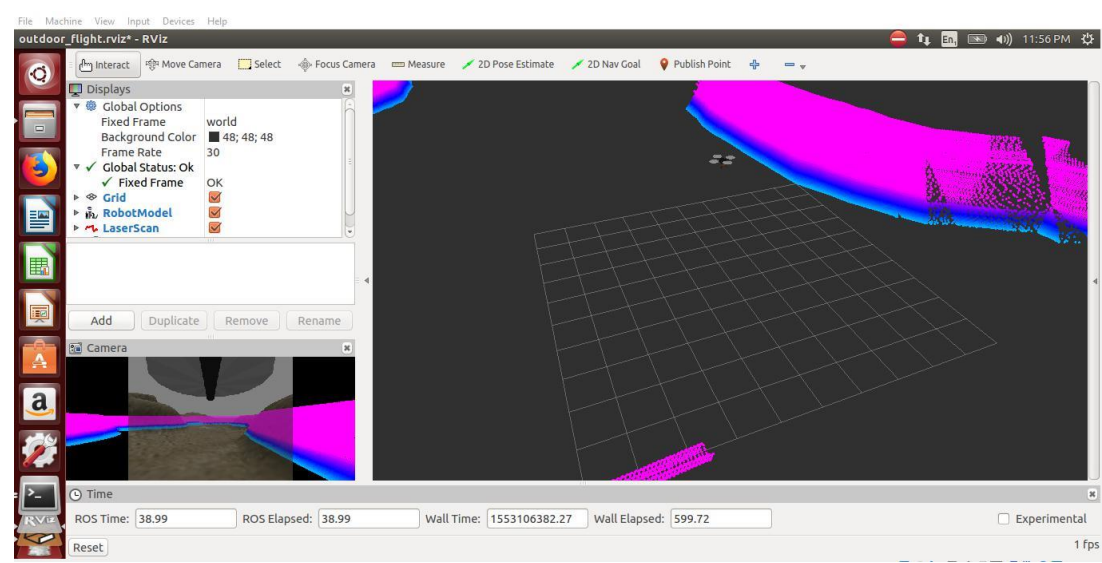 File Machine View Input Devices Help
outdoor_flight.rviz* - RViz
En 11:56 PM
Interact Move Camera Select Focus Camera Measure 2D Pose Estimate 2D Nav Goal Publish Point
Displays
Global Options
Fixed Frame world
Background Color 48; 48; 48
Frame Rate 30
Global Status: Ok
Fixed Frame OK
Grid
RobotModel
LaserScan
Add Duplicate Remove Rename
Camera
a
Time
ROS Time: 38.99 ROS Elapsed: 38.99 Wall Time: 1553106382.27 Wall Elapsed: 599.72 Experimental
RViz
Reset 1 fps